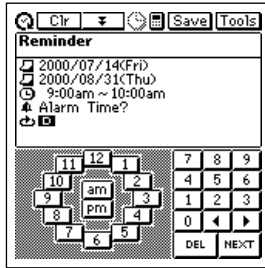 Clr Save Tools
Reminder
2000/07/14(Fri)
2000/08/31(Thu)
9:00am ~ 10:00am
Alarm Time?
D
11 12 1
10 2
9 am 3
8 pm 4
7 6 5
7 8 9
4 5 6
1 2 3
0
DEL NEXT